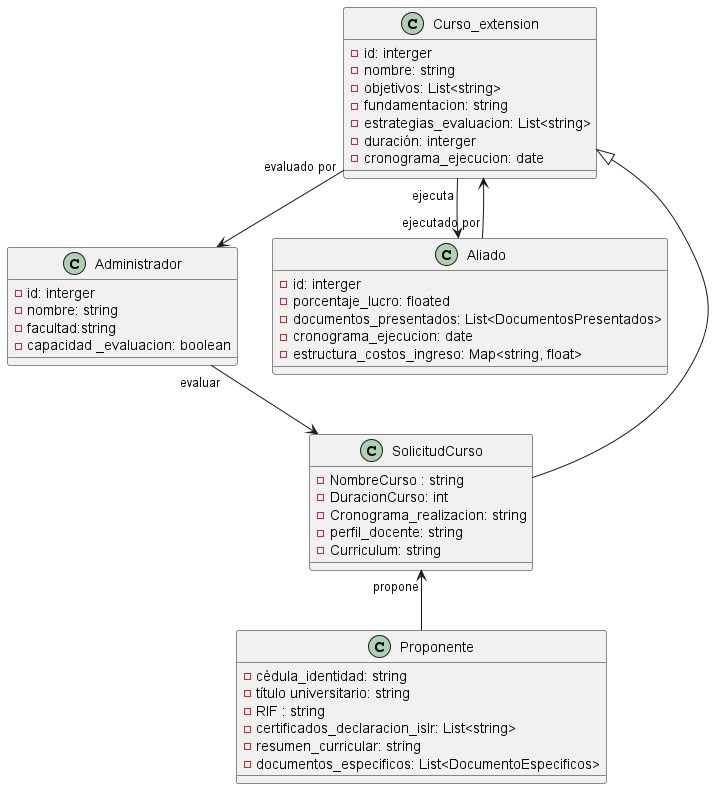 C Curso_extension
id: interger
nombre: string
objetivos: List<string>
fundamentacion: string
estrategias_evaluacion: List<string>
duración: interger
cronograma_ejecucion: date
evaluado por
ejecuta
ejecutado por
C Administrador
id: interger
nombre: string
facultad:string
capacidad _evaluacion: boolean
C Aliado
id: interger
porcentaje_lucro: floated
documentos_presentados: List<DocumentosPresentados>
cronograma_ejecucion: date
estructura_costos_ingreso: Map<string, float>
evaluar
C SolicitudCurso
NombreCurso : string
DuracionCurso: int
Cronograma_realizacion: string
perfil_docente: string
Curriculum: string
propone
C Proponente
cédula_identidad: string
título universitario: string
RIF : string
certificados_declaracion_islr: List<string>
resumen_curricular: string
documentos_especificos: List<DocumentoEspecificos>